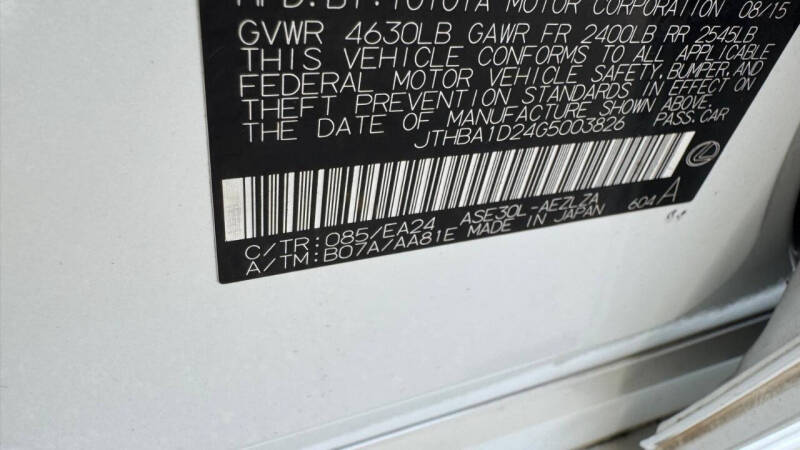 MFD.BY:TOYOTA MOTOR CORPORATION 08/15
GVWR 4630LB GAWR FR 2400LB RR 2545LB
THIS VEHICLE CONFORMS TO ALL APPLICABLE
FEDERAL MOTOR VEHICLE SAFETY,BUMPER,AND
THEFT PREVENTION STANDARDS IN EFFECT ON
THE DATE OF MANUFACTURE SHOWN ABOVE.
JTHBA1D24G5003826 PASS.CAR
C/TR:085/EA24 ASE30L-AEZLZA 604 A
A/TM:B07A/AA81E MADE IN JAPAN